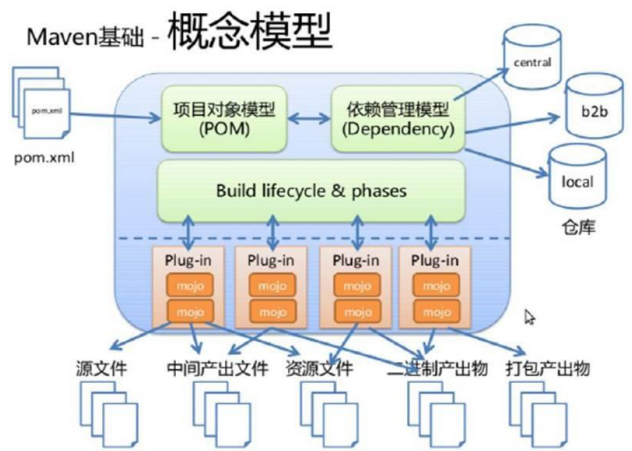 Maven基础 - 概念模型
central
pom.xml
项目对象模型
(POM)
依赖管理模型
(Dependency)
b2b
pom.xml
Build lifecycle & phases
local
仓库
Plug-in
Plug-in
Plug-in
Plug-in
mojo
mojo
mojo
mojo
mojo
mojo
mojo
mojo
源文件
中间产出文件
资源文件
二进制产出物
打包产出物